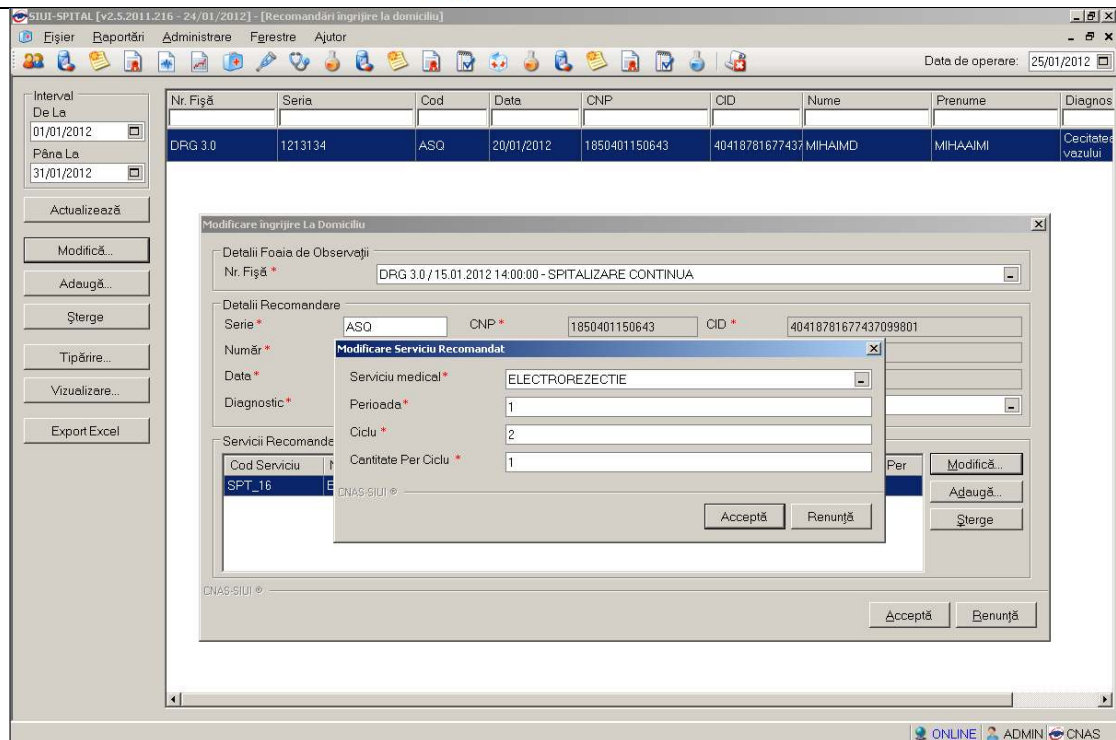 SIUI-SPITAL [v2.5.2011.216 - 24/01/2012] - [Recomandări îngrijire la domiciliu]
Fişier Raportări Administrare Ferestre Ajutor
Data de operare: 25/01/2012
Interval
De La
01/01/2012
Pâna La
31/01/2012
Actualizează
Modifică...
Adaugă...
Şterge
Tipărire...
Vizualizare...
Export Excel
Nr. Fişă Seria Cod Data CNP CID Nume Prenume Diagnos
DRG 3.0 1213134 ASQ 20/01/2012 1850401150643 40418781677437 MIHAIMD MIHAAIMI Cecitatea
vazului
Modificare îngrijire La Domiciliu
Detalii Foaia de Observaţii
Nr. Fişă * DRG 3.0 / 15.01.2012 14:00:00 - SPITALIZARE CONTINUA
Detalii Recomandare
Serie * ASQ CNP * 1850401150643 CID * 40418781677437099801
Număr *
Data *
Diagnostic *
Servicii Recomanda
Cod Serviciu Per
SPT_16 E
Modifică...
Adaugă...
Şterge
CNAS-SIUI ®
Acceptă Renunţă
Modificare Serviciu Recomandat
Serviciu medical * ELECTROREZECTIE
Perioada * 1
Ciclu * 2
Cantitate Per Ciclu * 1
CNAS-SIUI ®
Acceptă Renunţă
ONLINE ADMIN CNAS